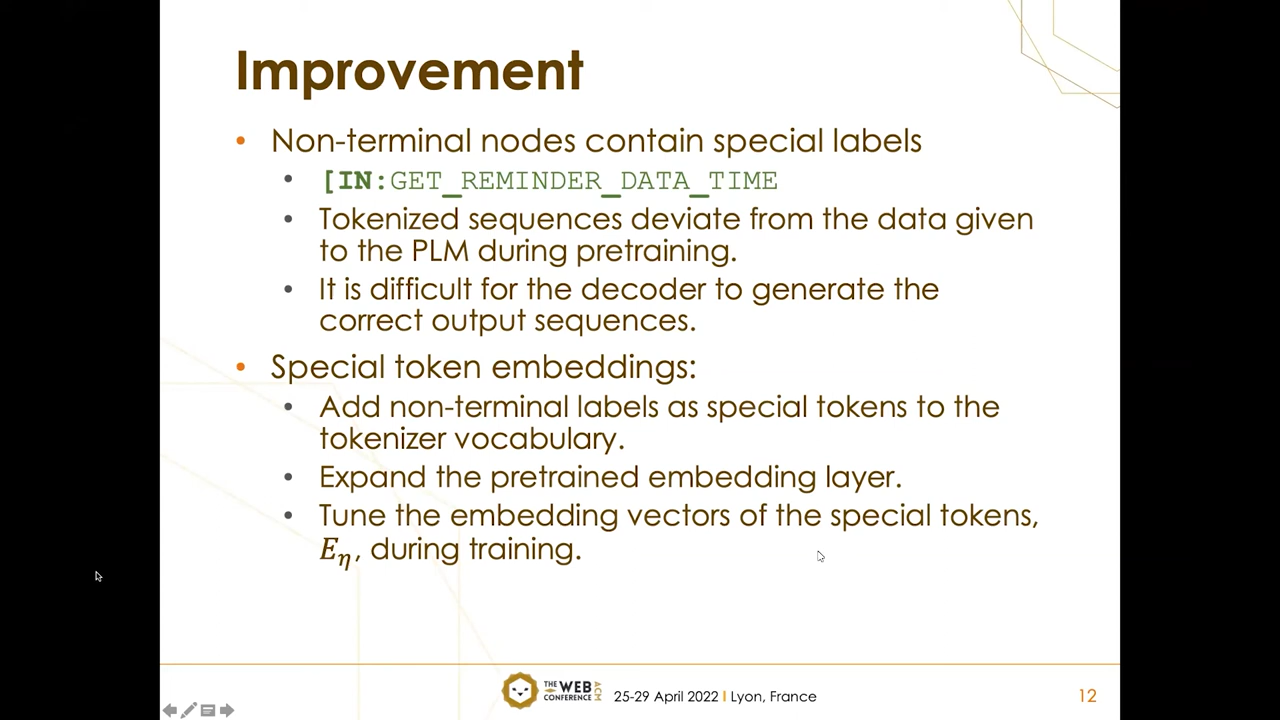 Improvement
• Non-terminal nodes contain special labels
• [IN:GET_REMINDER_DATA_TIME
• Tokenized sequences deviate from the data given
to the PLM during pretraining.
• It is difficult for the decoder to generate the
correct output sequences.
• Special token embeddings:
• Add non-terminal labels as special tokens to the
tokenizer vocabulary.
• Expand the pretrained embedding layer.
• Tune the embedding vectors of the special tokens,
E_η, during training.
THE WEB CONFERENCE ACM
25-29 April 2022 I Lyon, France
12